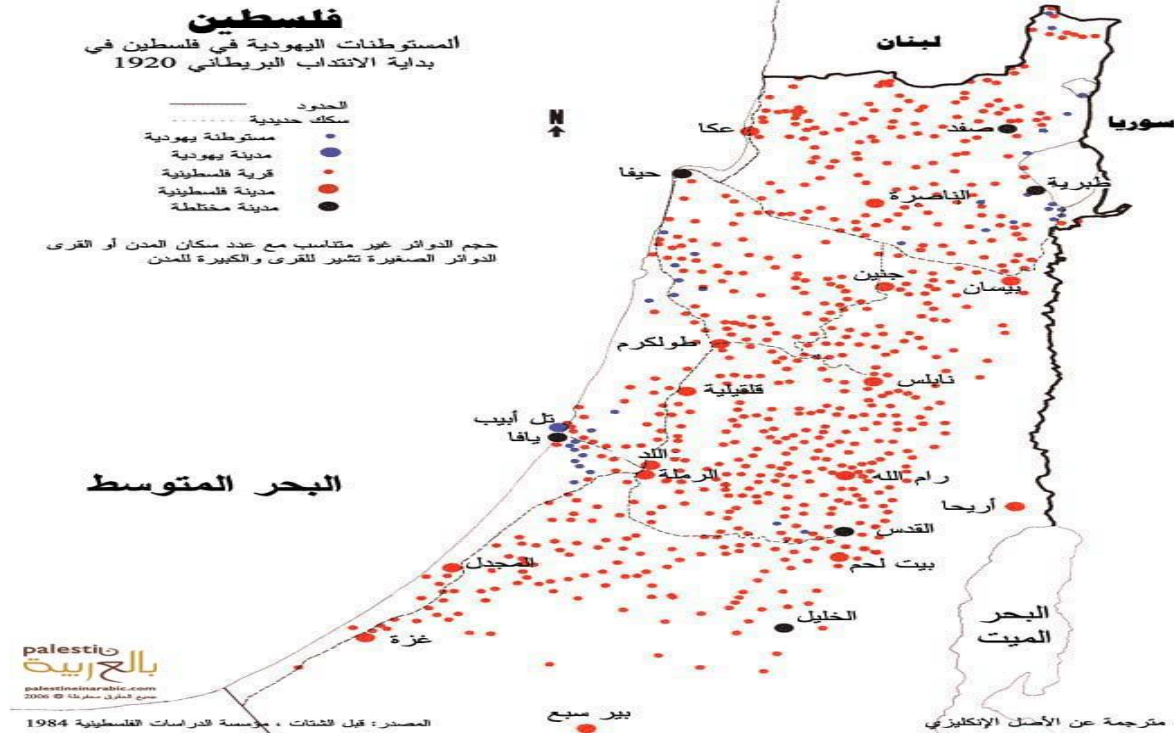 فلسطين
المستوطنات اليهودية في فلسطين في
بداية الانتداب البريطاني 1920
الحدود
سكك حديدية
مستوطنة يهودية
مدينة يهودية
قرية فلسطينية
مدينة فلسطينية
مدينة مختلطة
حجم الدوائر غير متناسب مع عدد سكان المدن أو القرى
الدوائر الصغيرة تشير للقرى والكبيرة للمدن
N
لبنان
سوريا
عكا
صفد
حيفا
طبرية
الناصرة
جنين
بيسان
طولكرم
نابلس
قلقيلية
تل أبيب
يافا
اللد
الرملة
رام الله
أريحا
القدس
البحر المتوسط
المجدل
بيت لحم
الخليل
البحر
الميت
غزة
بير سبع
palestine
بالعربية
palestineinarabic.com
جميع الحقوق محفوظة © 2006
المصدر: قبل الشتات ، مؤسسة الدراسات الفلسطينية 1984
مترجمة عن الأصل الإنكليزي